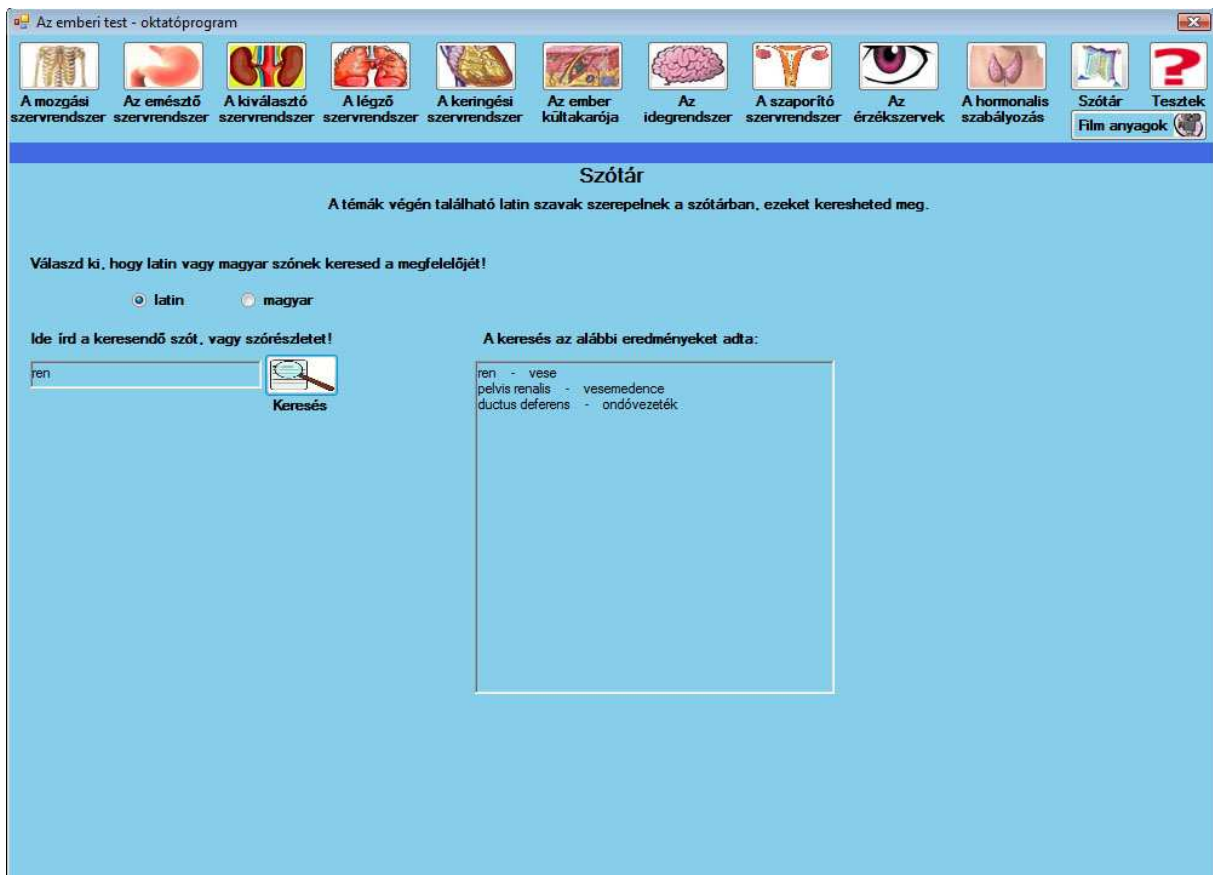 Az emberi test - oktatóprogram
A mozgási szervrendszer
Az emésztő szervrendszer
A kiválasztó szervrendszer
A légző szervrendszer
A keringési szervrendszer
Az ember kültakarója
Az idegrendszer
A szaporító szervrendszer
Az érzékszervek
A hormonalis szabályozás
Szótár
Tesztek
Film anyagok
Szótár
A témák végén található latin szavak szerepelnek a szótárban, ezeket keresheted meg.
Válaszd ki, hogy latin vagy magyar szónek keresed a megfelelőjét!
latin magyar
Ide írd a keresendő szót, vagy szórészletet!
ren
Keresés
A keresés az alábbi eredményeket adta:
ren - vese
pelvis renalis - vesemedence
ductus deferens - ondóvezeték